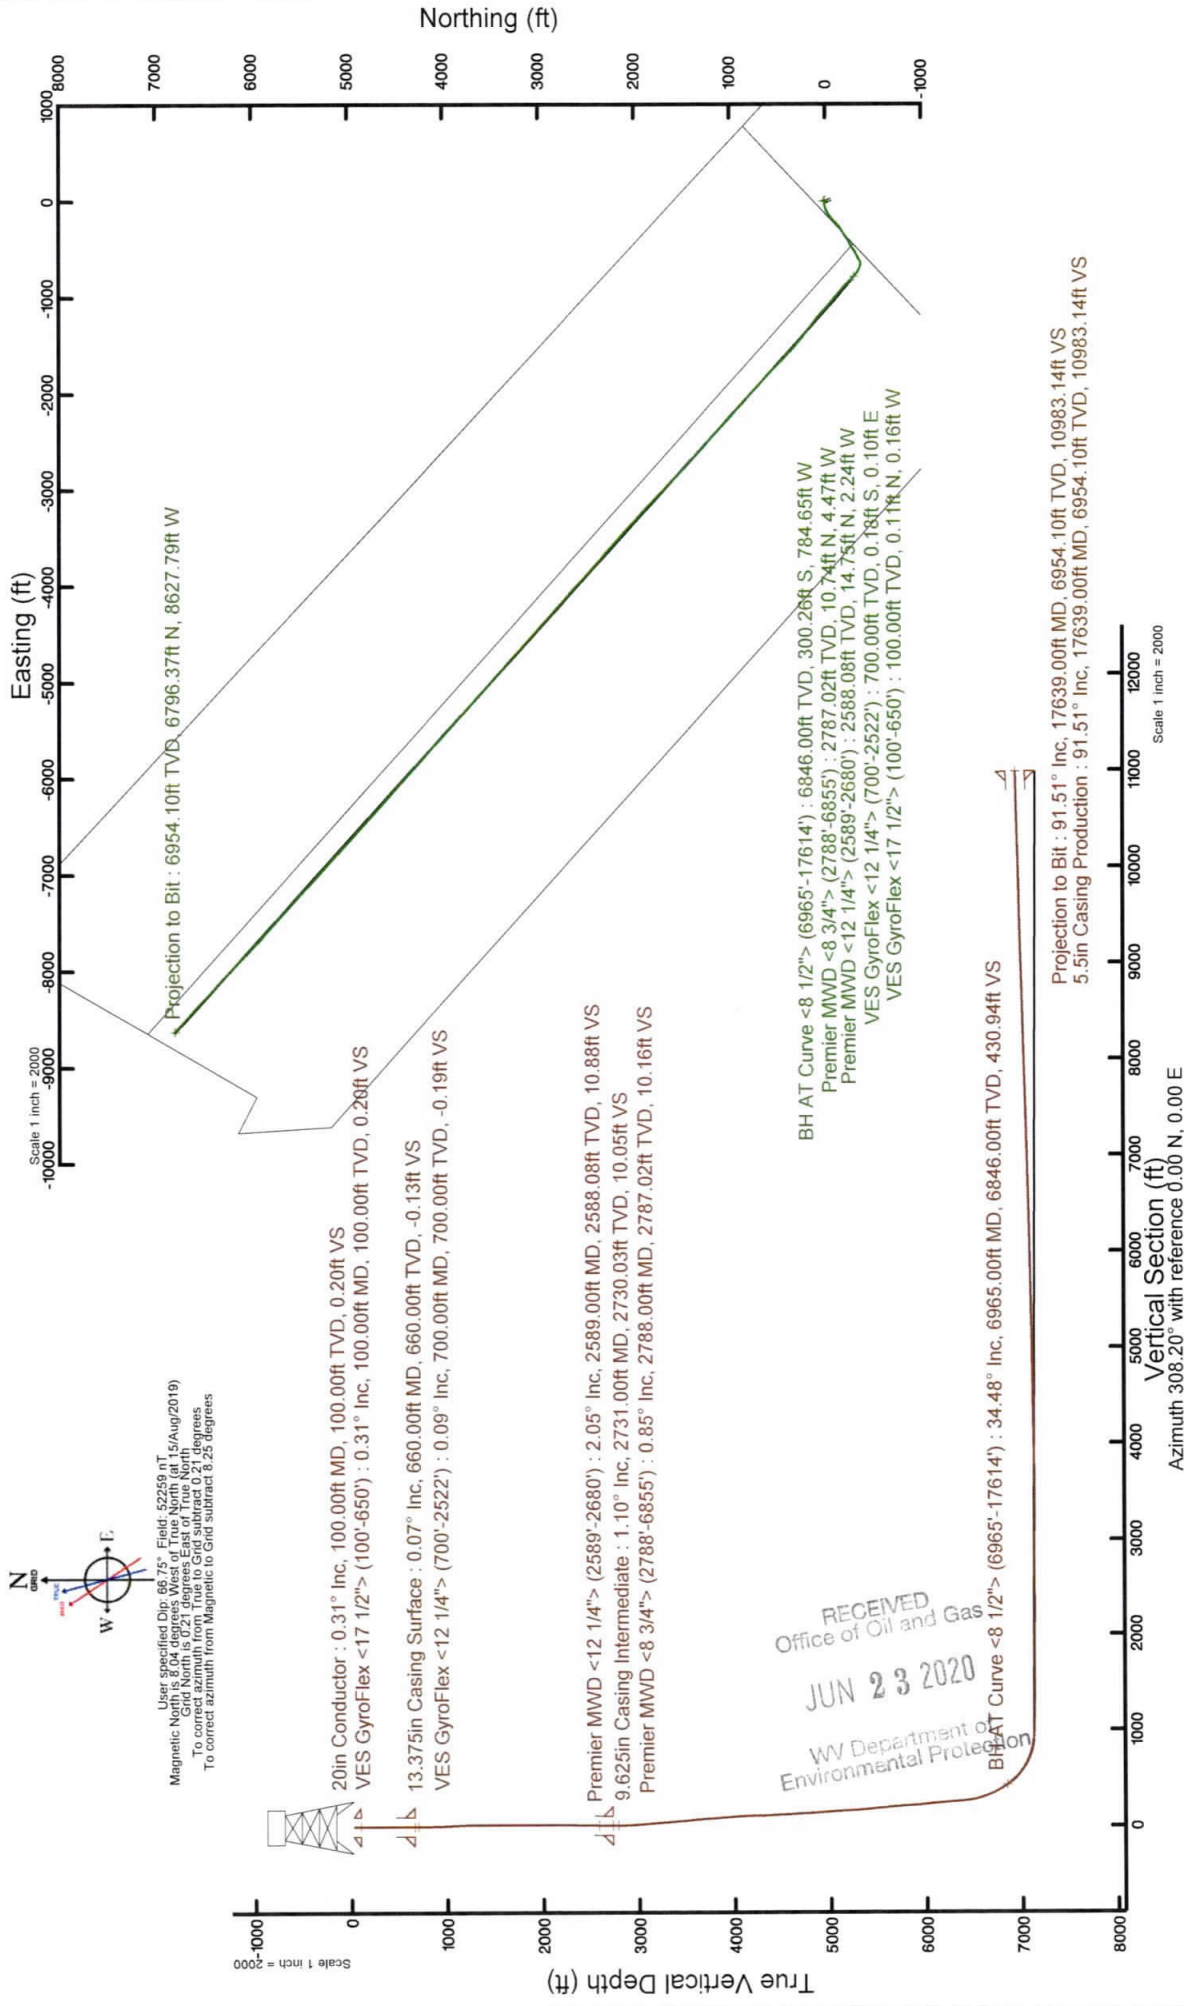 Easting (ft)
Scale 1 inch = 2000
-10000
-9000
-8000
-7000
-6000
-5000
-4000
-3000
-2000
-1000
0
1000
Northing (ft)
8000
7000
6000
5000
4000
3000
2000
1000
0
-1000
Projection to Bit : 6954.10ft TVD, 6796.37ft N, 8627.79ft W
BH AT Curve <8 1/2"> (6965'-17614') : 6846.00ft TVD, 300.26ft S, 784.65ft W
Premier MWD <8 3/4"> (2788'-6855') : 2787.02ft TVD, 10.74ft N, 4.47ft W
Premier MWD <12 1/4"> (2589'-2680') : 2588.08ft TVD, 14.75ft N, 2.24ft W
VES GyroFlex <12 1/4"> (700'-2522') : 700.00ft TVD, 0.18ft S, 0.10ft E
VES GyroFlex <17 1/2"> (100'-650') : 100.00ft TVD, 0.11ft N, 0.16ft W
N
GRID
TRUE
W
E
User specified Dip: 66.75° Field: 52259 nT
Magnetic North is 8.04 degrees West of True North (at 15/Aug/2019)
Grid North is 0.21 degrees East of True North
To correct azimuth from True to Grid subtract 0.21 degrees
To correct azimuth from Magnetic to Grid subtract 8.25 degrees
20in Conductor : 0.31° Inc, 100.00ft MD, 100.00ft TVD, 0.20ft VS
VES GyroFlex <17 1/2"> (100'-650') : 0.31° Inc, 100.00ft MD, 100.00ft TVD, 0.20ft VS
13.375in Casing Surface : 0.07° Inc, 660.00ft MD, 660.00ft TVD, -0.13ft VS
VES GyroFlex <12 1/4"> (700'-2522') : 0.09° Inc, 700.00ft MD, 700.00ft TVD, -0.19ft VS
Premier MWD <12 1/4"> (2589'-2680') : 2.05° Inc, 2589.00ft MD, 2588.08ft TVD, 10.88ft VS
9.625in Casing Intermediate : 1.10° Inc, 2731.00ft MD, 2730.03ft TVD, 10.05ft VS
Premier MWD <8 3/4"> (2788'-6855') : 0.85° Inc, 2788.00ft MD, 2787.02ft TVD, 10.16ft VS
BH AT Curve <8 1/2"> (6965'-17614') : 34.48° Inc, 6965.00ft MD, 6846.00ft TVD, 430.94ft VS
Projection to Bit : 91.51° Inc, 17639.00ft MD, 6954.10ft TVD, 10983.14ft VS
5.5in Casing Production : 91.51° Inc, 17639.00ft MD, 6954.10ft TVD, 10983.14ft VS
RECEIVED
Office of Oil and Gas
JUN 23 2020
WV Department of
Environmental Protection
True Vertical Depth (ft)
Scale 1 inch = 2000
-1000
0
1000
2000
3000
4000
5000
6000
7000
8000
0
1000
2000
3000
4000
5000
6000
7000
8000
9000
10000
11000
12000
Vertical Section (ft)
Scale 1 inch = 2000
Azimuth 308.20° with reference 0.00 N, 0.00 E